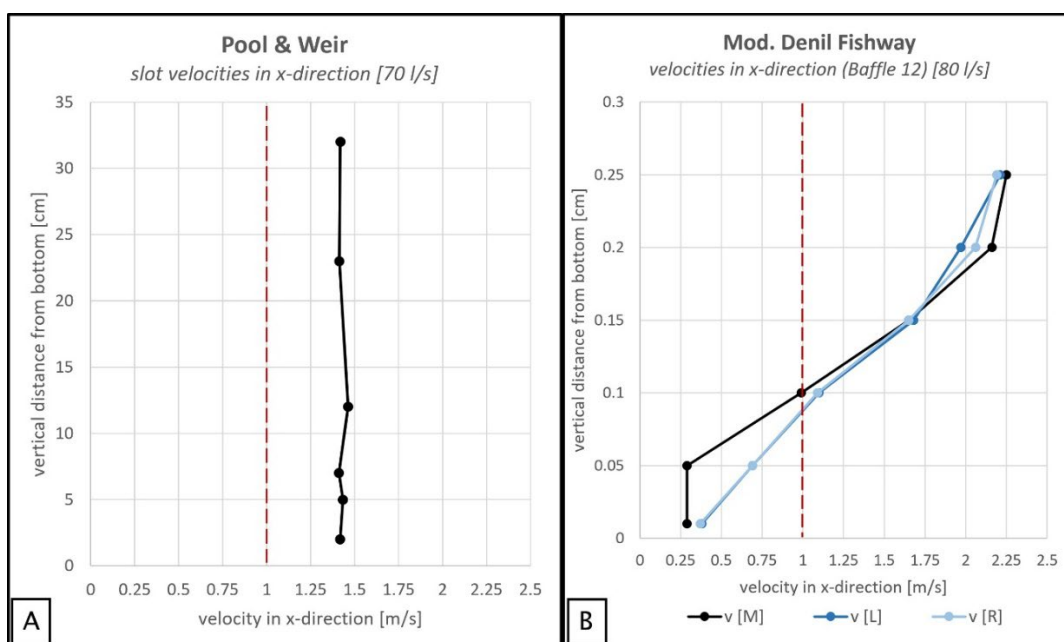 Pool & Weir
slot velocities in x-direction [70 l/s]
vertical distance from bottom [cm]
35
30
25
20
15
10
5
0
0 0.25 0.5 0.75 1 1.25 1.5 1.75 2 2.25 2.5
velocity in x-direction [m/s]
A
Mod. Denil Fishway
velocities in x-direction (Baffle 12) [80 l/s]
vertical distance from bottom [cm]
0.3
0.25
0.2
0.15
0.1
0.05
0
0 0.25 0.5 0.75 1 1.25 1.5 1.75 2 2.25 2.5
velocity in x-direction [m/s]
v [M] v [L] v [R]
B